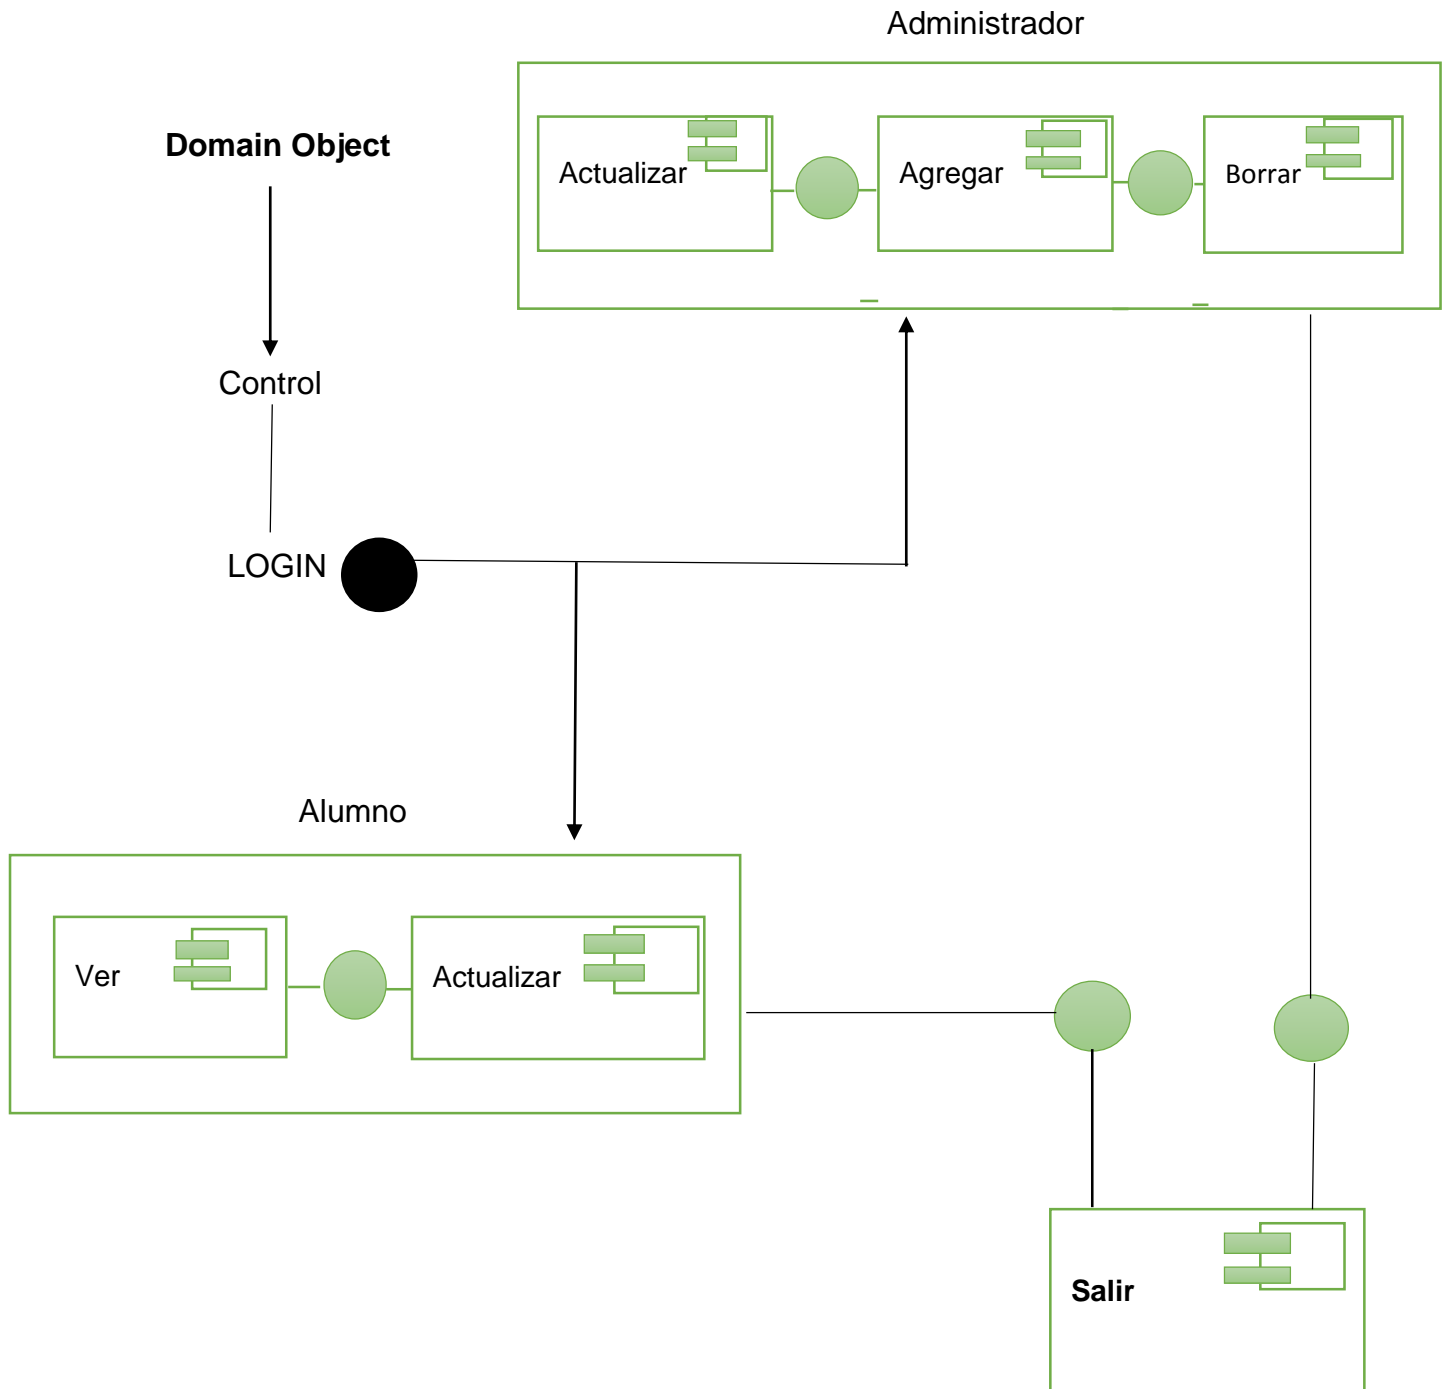 Administrador
Domain Object
Actualizar
Agregar
Borrar
Control
LOGIN
Alumno
Ver
Actualizar
Salir